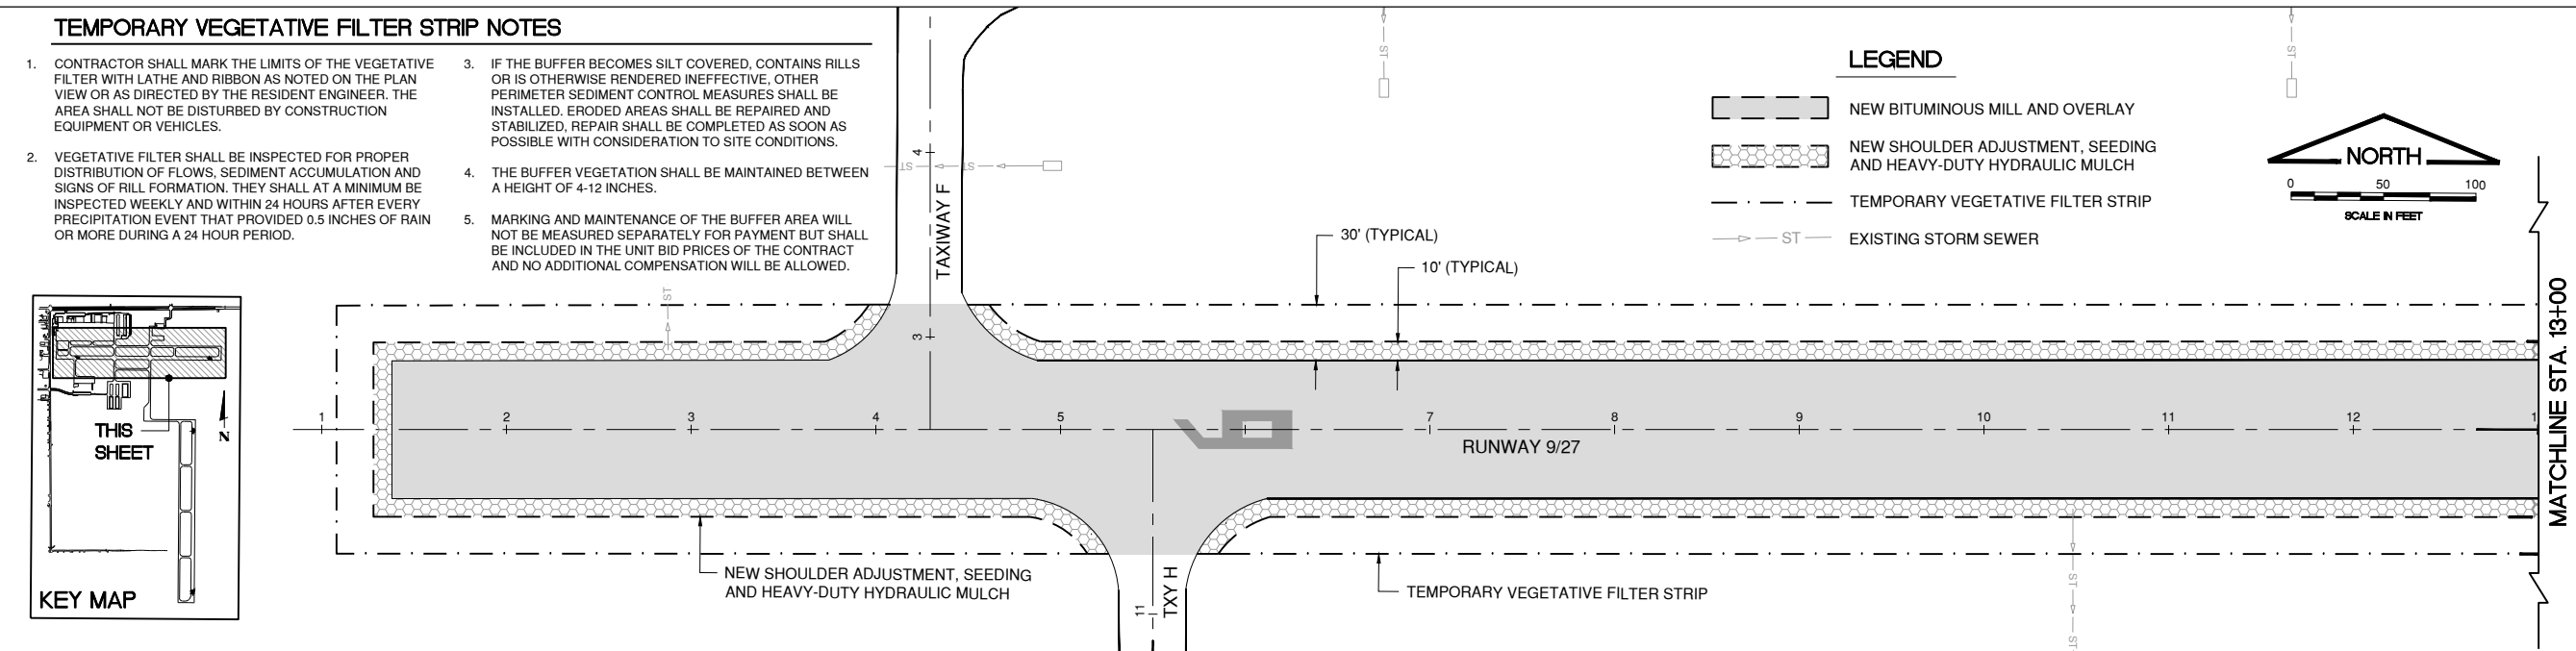 TEMPORARY VEGETATIVE FILTER STRIP NOTES
1. CONTRACTOR SHALL MARK THE LIMITS OF THE VEGETATIVE
FILTER WITH LATHE AND RIBBON AS NOTED ON THE PLAN
VIEW OR AS DIRECTED BY THE RESIDENT ENGINEER. THE
AREA SHALL NOT BE DISTURBED BY CONSTRUCTION
EQUIPMENT OR VEHICLES.
2. VEGETATIVE FILTER SHALL BE INSPECTED FOR PROPER
DISTRIBUTION OF FLOWS, SEDIMENT ACCUMULATION AND
SIGNS OF RILL FORMATION. THEY SHALL AT A MINIMUM BE
INSPECTED WEEKLY AND WITHIN 24 HOURS AFTER EVERY
PRECIPITATION EVENT THAT PROVIDED 0.5 INCHES OF RAIN
OR MORE DURING A 24 HOUR PERIOD.
3. IF THE BUFFER BECOMES SILT COVERED, CONTAINS RILLS
OR IS OTHERWISE RENDERED INEFFECTIVE, OTHER
PERIMETER SEDIMENT CONTROL MEASURES SHALL BE
INSTALLED. ERODED AREAS SHALL BE REPAIRED AND
STABILIZED, REPAIR SHALL BE COMPLETED AS SOON AS
POSSIBLE WITH CONSIDERATION TO SITE CONDITIONS.
4. THE BUFFER VEGETATION SHALL BE MAINTAINED BETWEEN
A HEIGHT OF 4-12 INCHES.
5. MARKING AND MAINTENANCE OF THE BUFFER AREA WILL
NOT BE MEASURED SEPARATELY FOR PAYMENT BUT SHALL
BE INCLUDED IN THE UNIT BID PRICES OF THE CONTRACT
AND NO ADDITIONAL COMPENSATION WILL BE ALLOWED.
ST
ST
LEGEND
NEW BITUMINOUS MILL AND OVERLAY
NEW SHOULDER ADJUSTMENT, SEEDING
AND HEAVY-DUTY HYDRAULIC MULCH
TEMPORARY VEGETATIVE FILTER STRIP
ST
EXISTING STORM SEWER
NORTH
0 50 100
SCALE IN FEET
4
ST
ST
TAXIWAY F
3
30' (TYPICAL)
10' (TYPICAL)
ST
THIS
SHEET
N
KEY MAP
1 2 3 4 5 7 8 9 10 11 12
RUNWAY 9/27
MATCHLINE STA. 13+00
NEW SHOULDER ADJUSTMENT, SEEDING
AND HEAVY-DUTY HYDRAULIC MULCH
11
TXY H
TEMPORARY VEGETATIVE FILTER STRIP
ST
ST